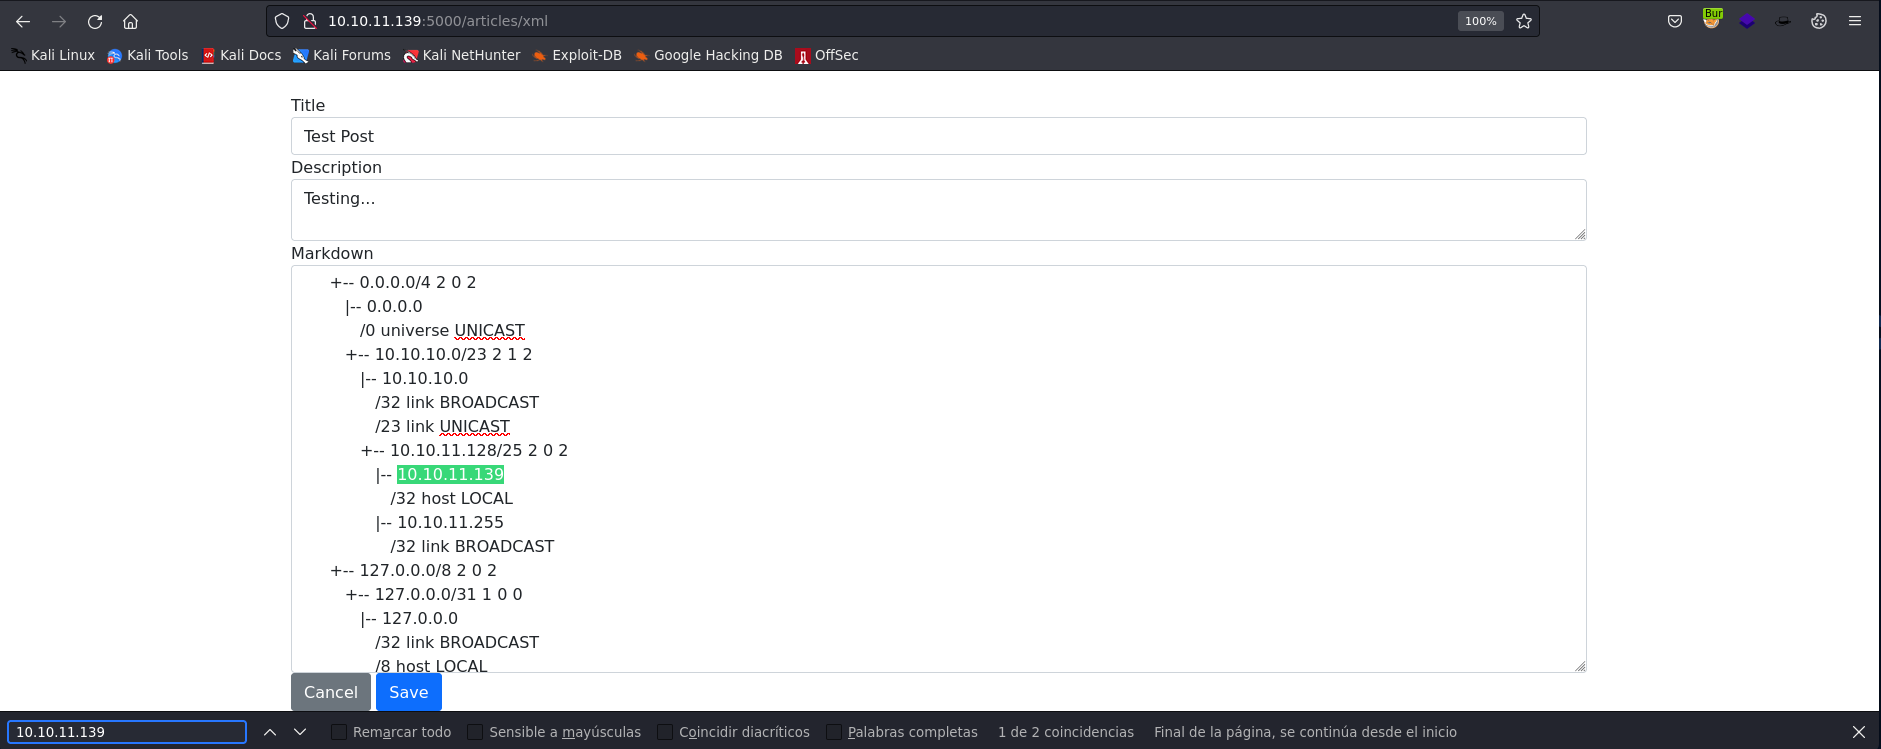 10.10.11.139:5000/articles/xml 100% Bur
Kali Linux Kali Tools Kali Docs Kali Forums Kali NetHunter Exploit-DB Google Hacking DB OffSec
Title
Test Post
Description
Testing...
Markdown
+-- 0.0.0.0/4 2 0 2
|-- 0.0.0.0
/0 universe UNICAST
+-- 10.10.10.0/23 2 1 2
|-- 10.10.10.0
/32 link BROADCAST
/23 link UNICAST
+-- 10.10.11.128/25 2 0 2
|-- 10.10.11.139
/32 host LOCAL
|-- 10.10.11.255
/32 link BROADCAST
+-- 127.0.0.0/8 2 0 2
+-- 127.0.0.0/31 1 0 0
|-- 127.0.0.0
/32 link BROADCAST
/8 host LOCAL
Cancel Save
10.10.11.139 Remarcar todo Sensible a mayúsculas Coincidir diacríticos Palabras completas 1 de 2 coincidencias Final de la página, se continúa desde el inicio